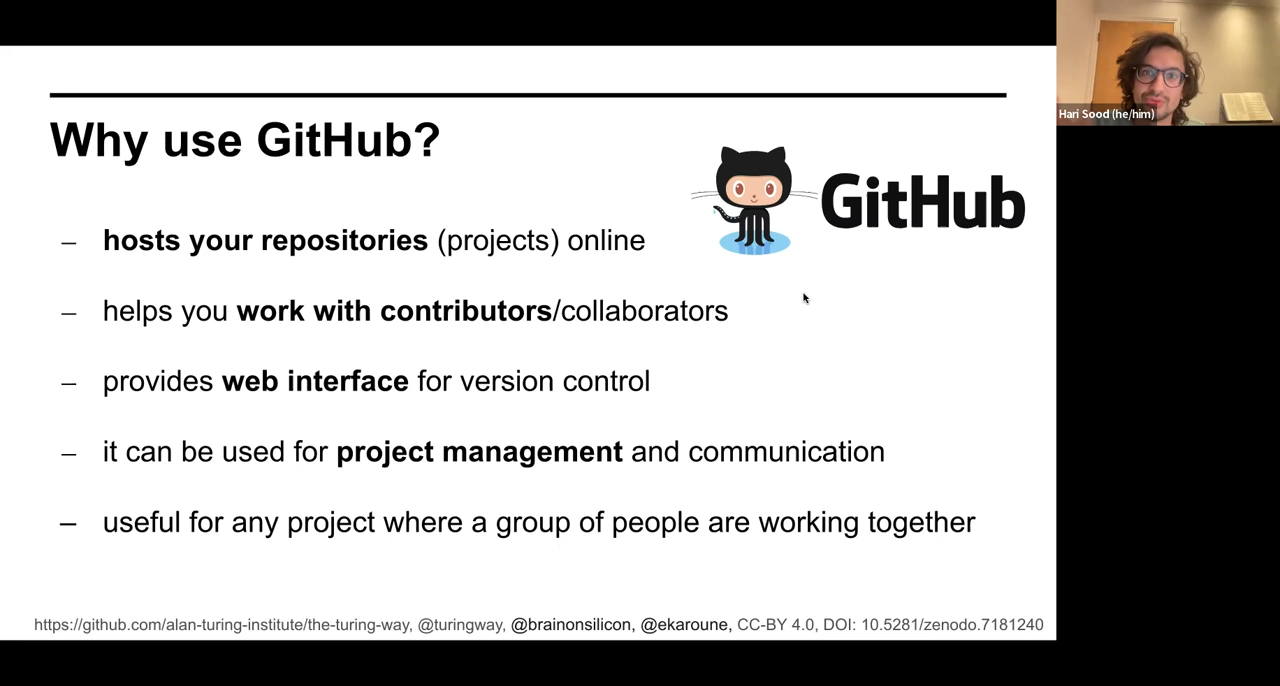 Why use GitHub?
GitHub
– hosts your repositories (projects) online
– helps you work with contributors/collaborators
– provides web interface for version control
– it can be used for project management and communication
– useful for any project where a group of people are working together
https://github.com/alan-turing-institute/the-turing-way, @turingway, @brainonsilicon, @ekaroune, CC-BY 4.0, DOI: 10.5281/zenodo.7181240
Hari Sood (he/him)